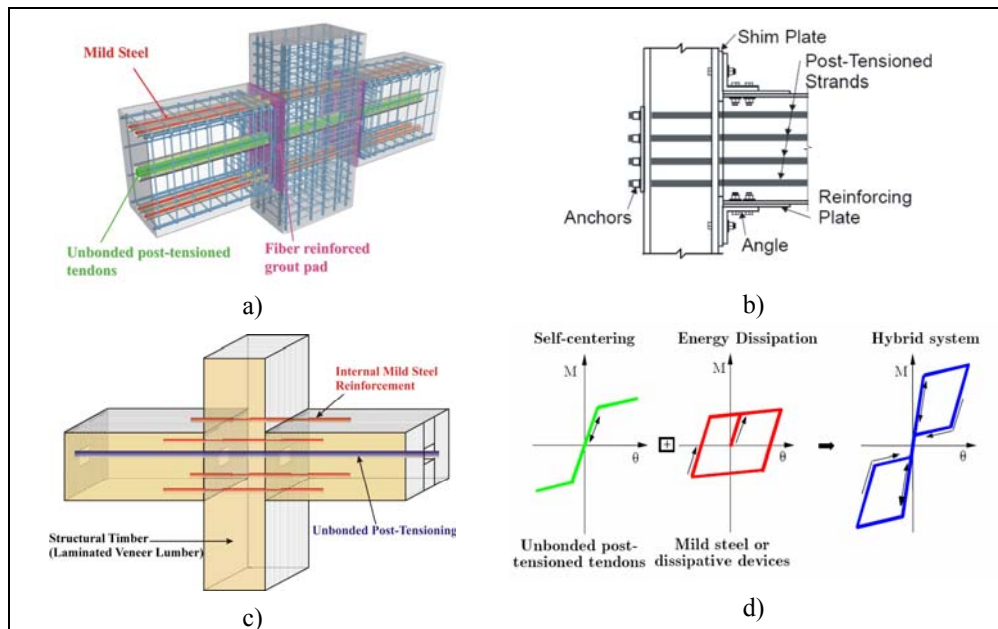 Mild Steel
Unbonded post-tensioned
tendons
Fiber reinforced
grout pad
a)
Shim Plate
Post-Tensioned
Strands
Anchors
Reinforcing
Plate
Angle
b)
Internal Mild Steel
Reinforcement
Unbonded Post-Tensioning
Structural Timber
(Laminated Veneer Lumber)
c)
Self-centering
Energy Dissipation
Hybrid system
M
M
M
θ
+
θ
θ
Unbonded post-
tensioned tendons
Mild steel or
dissipative devices
d)